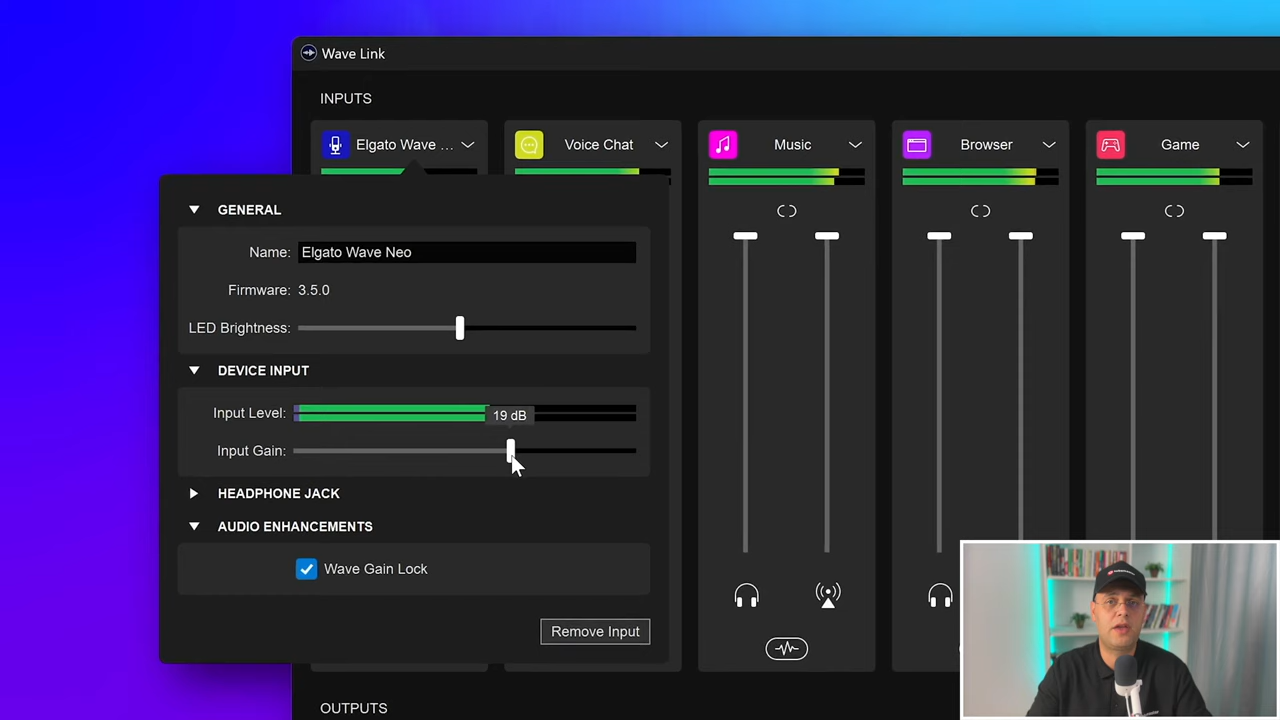 Wave Link
INPUTS
Elgato Wave ...
Voice Chat
Music
Browser
Game
GENERAL
Name: Elgato Wave Neo
Firmware: 3.5.0
LED Brightness:
DEVICE INPUT
Input Level:
19 dB
Input Gain:
HEADPHONE JACK
AUDIO ENHANCEMENTS
Wave Gain Lock
Remove Input
OUTPUTS